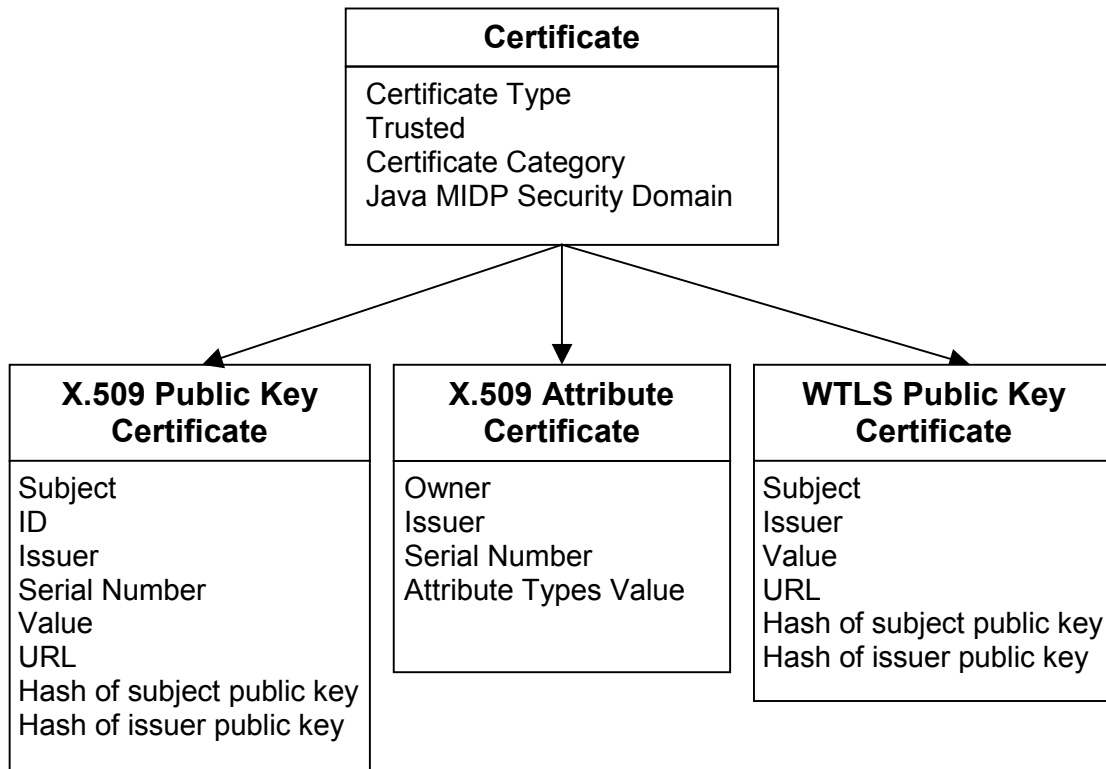 Certificate
Certificate Type
Trusted
Certificate Category
Java MIDP Security Domain
X.509 Public Key
Certificate
Subject
ID
Issuer
Serial Number
Value
URL
Hash of subject public key
Hash of issuer public key
X.509 Attribute
Certificate
Owner
Issuer
Serial Number
Attribute Types Value
WTLS Public Key
Certificate
Subject
Issuer
Value
URL
Hash of subject public key
Hash of issuer public key